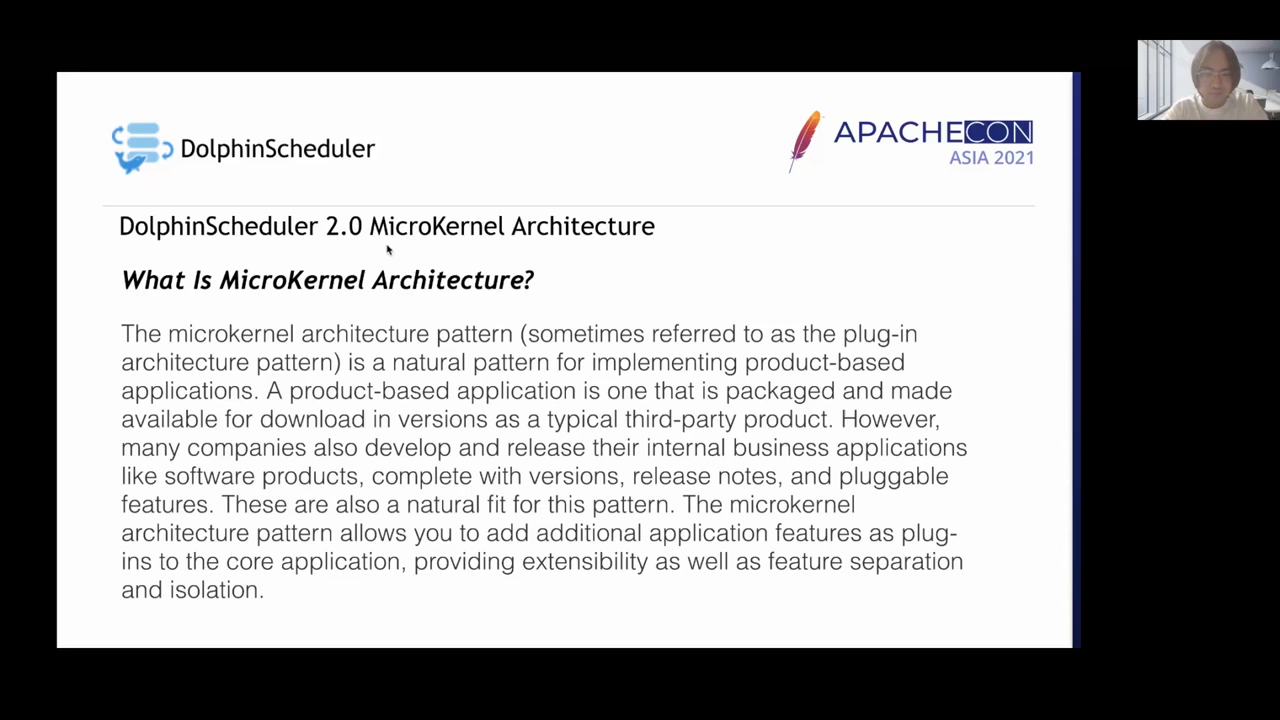 DolphinScheduler
APACHECON
ASIA 2021
DolphinScheduler 2.0 MicroKernel Architecture
What Is MicroKernel Architecture?
The microkernel architecture pattern (sometimes referred to as the plug-in
architecture pattern) is a natural pattern for implementing product-based
applications. A product-based application is one that is packaged and made
available for download in versions as a typical third-party product. However,
many companies also develop and release their internal business applications
like software products, complete with versions, release notes, and pluggable
features. These are also a natural fit for this pattern. The microkernel
architecture pattern allows you to add additional application features as plug-
ins to the core application, providing extensibility as well as feature separation
and isolation.